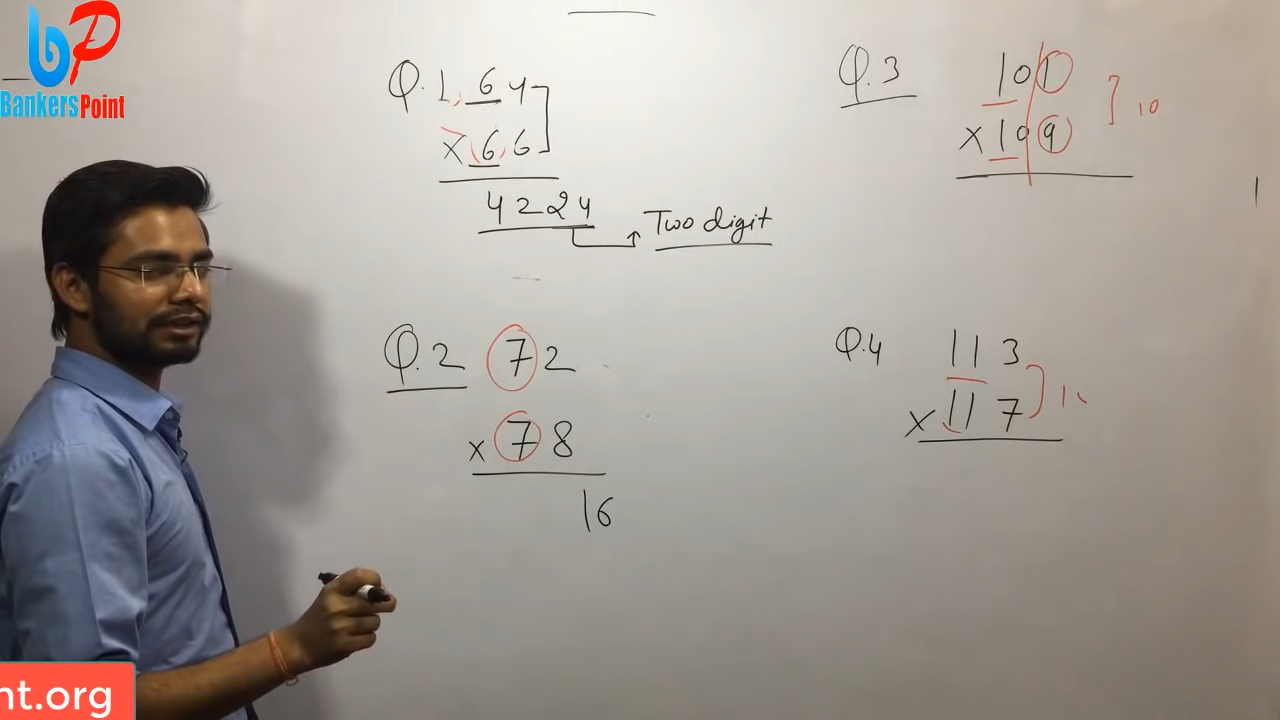 bp
BankersPoint
nt.org
Q.1 64
x 66
4224
Two digit
Q.2 72
x 78
16
Q.3 101
x 109
10
Q.4 113
x 117